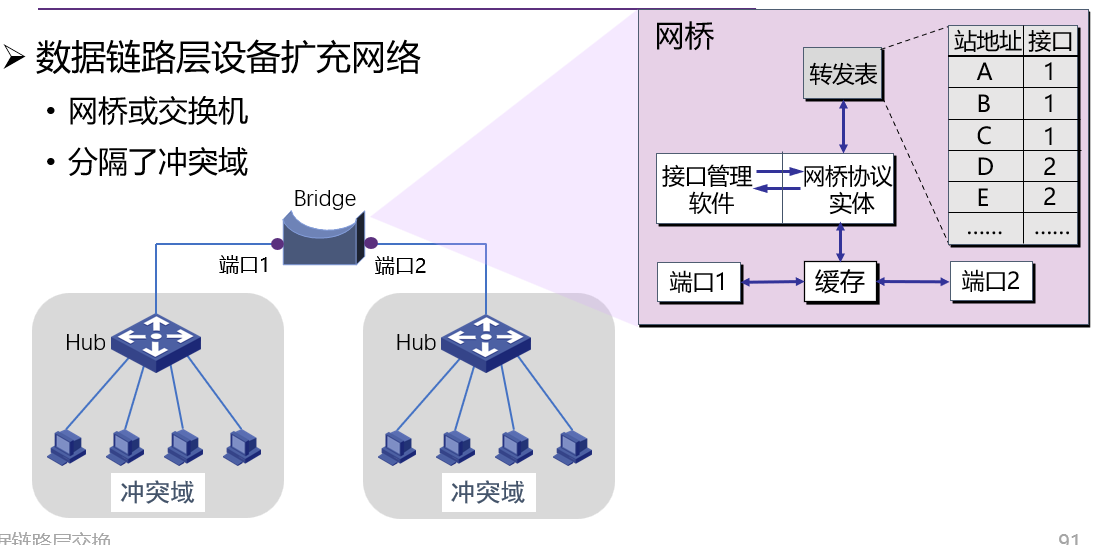 ➢ 数据链路层设备扩充网络
• 网桥或交换机
• 分隔了冲突域
Bridge
端口1
端口2
Hub
Hub
冲突域
冲突域
网桥
转发表
站地址 接口
A 1
B 1
C 1
D 2
E 2
…… ……
接口管理
软件
网桥协议
实体
端口1
缓存
端口2
据链路层交换
91